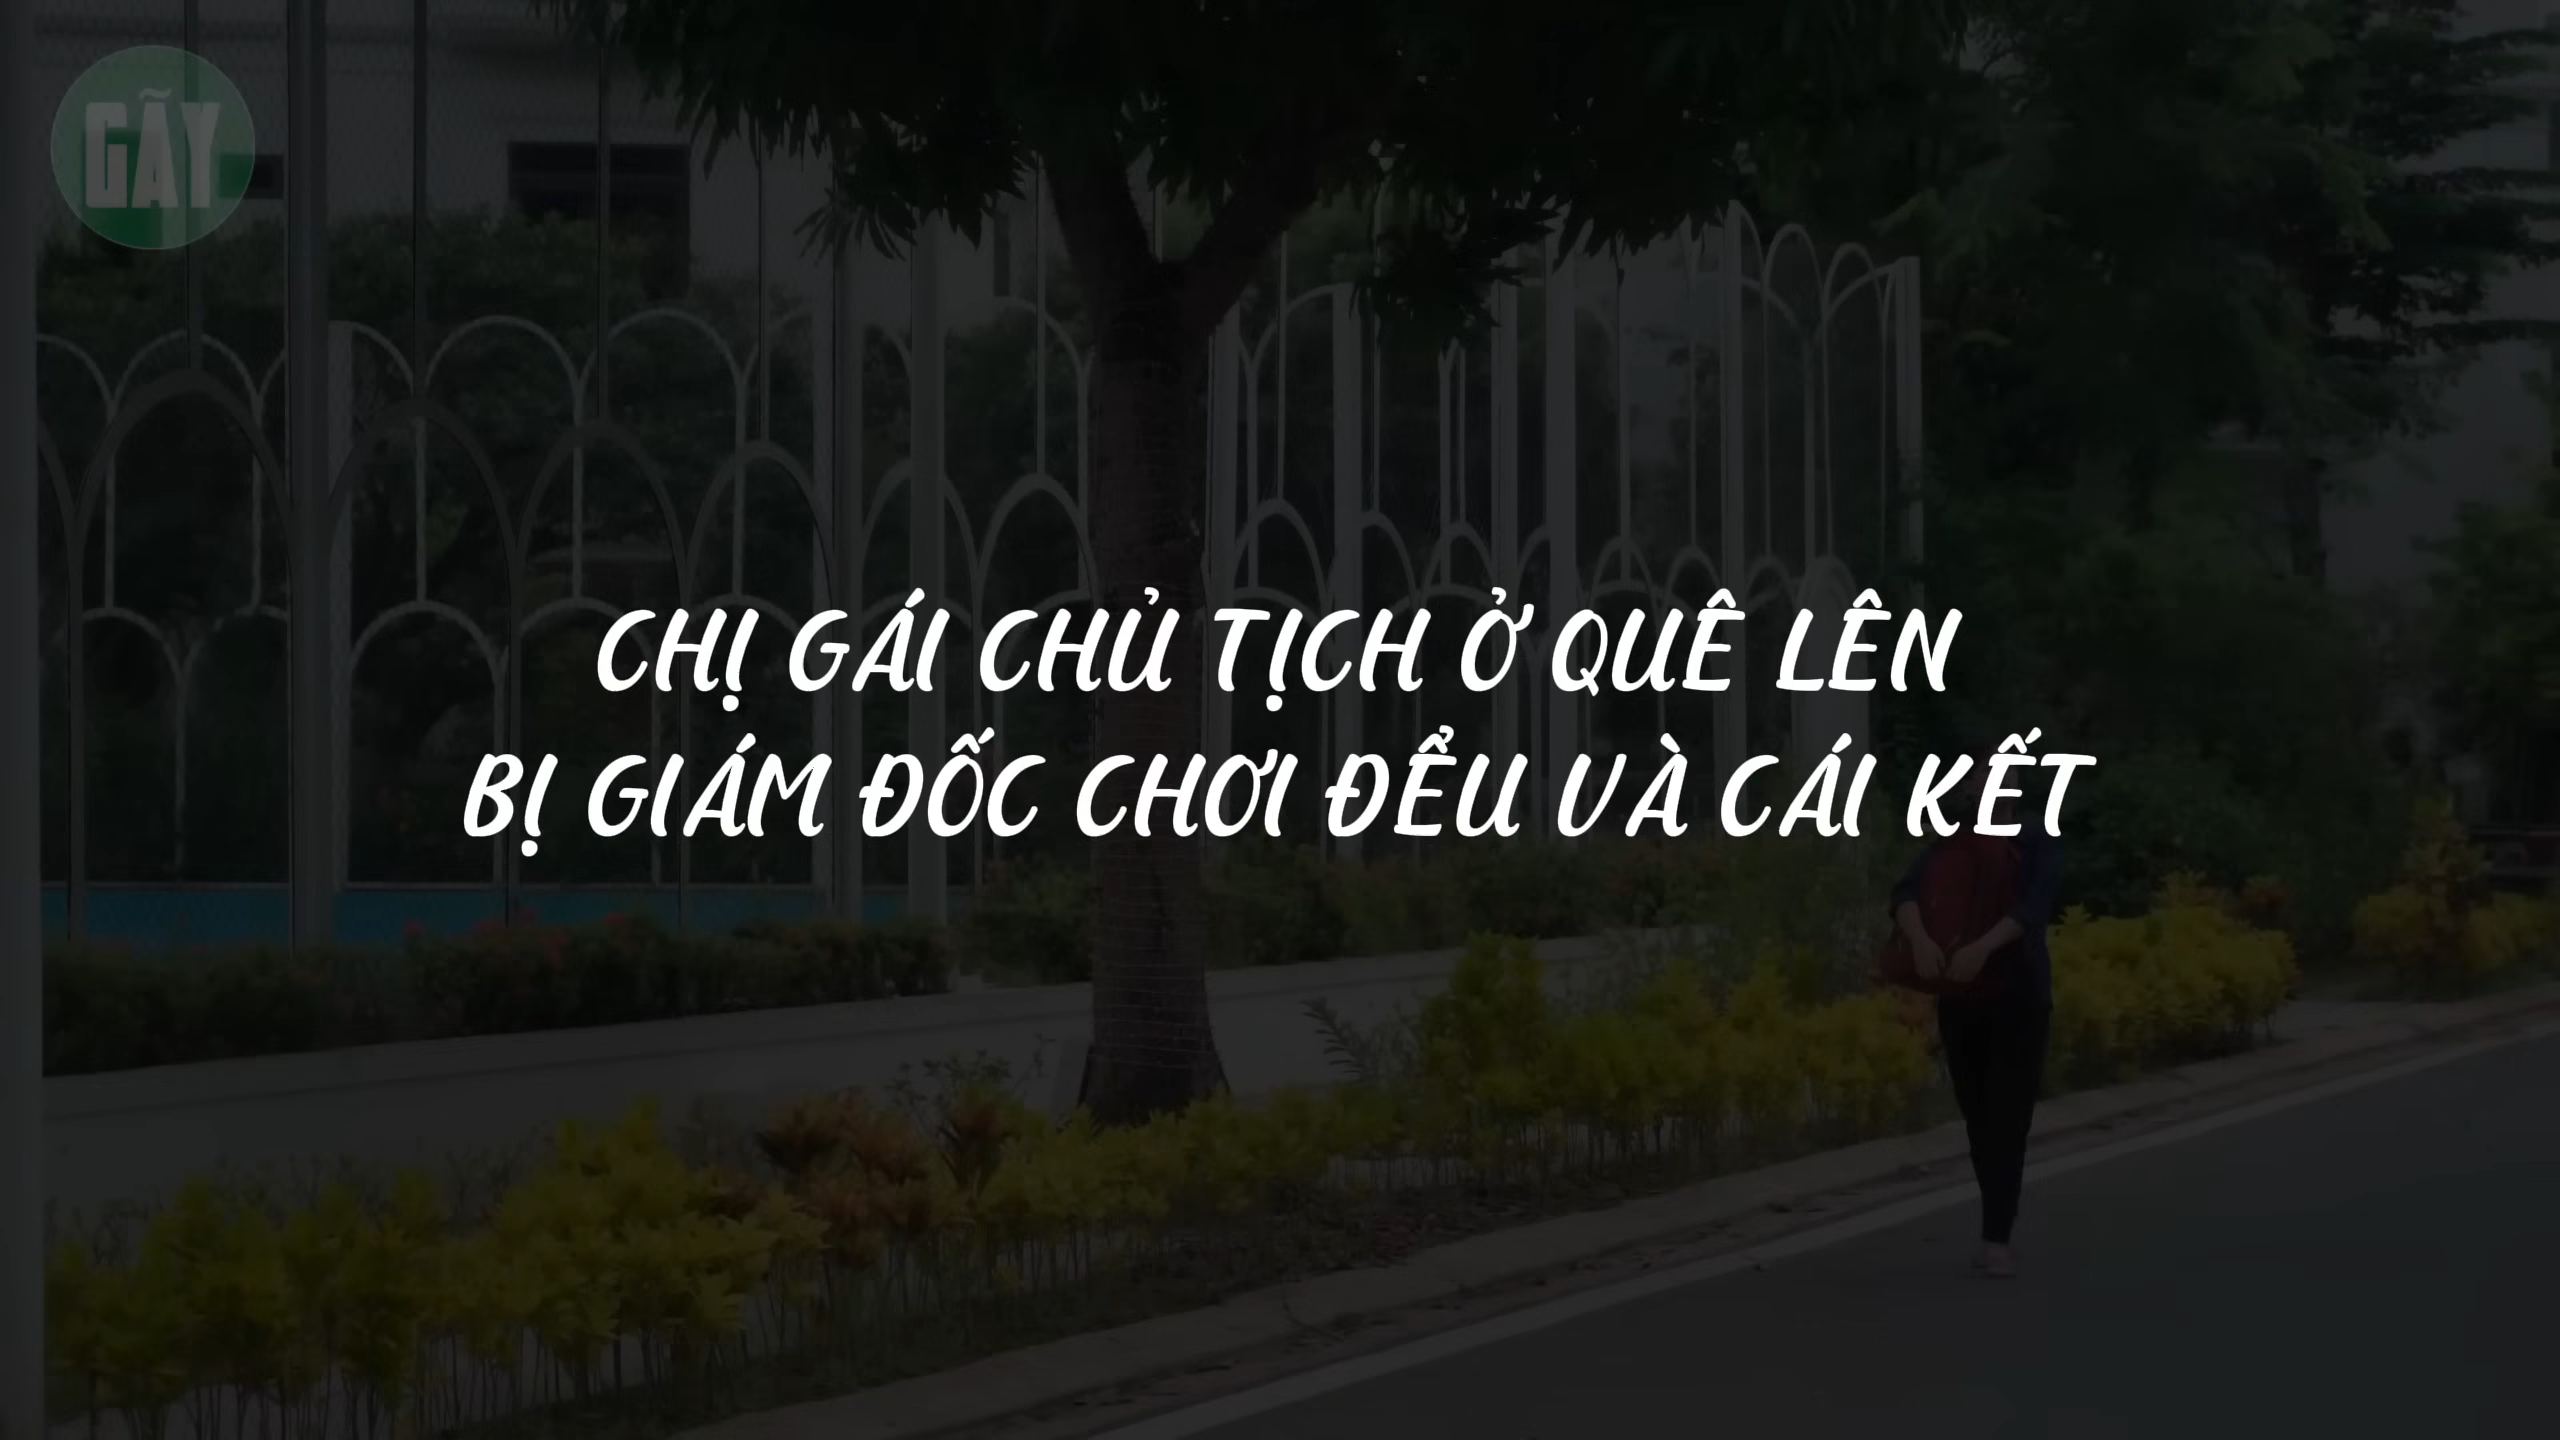 GÃY
CHỊ GÁI CHỦ TỊCH Ở QUÊ LÊN
BỊ GIÁM ĐỐC CHƠI ĐỂU VÀ CÁI KẾT